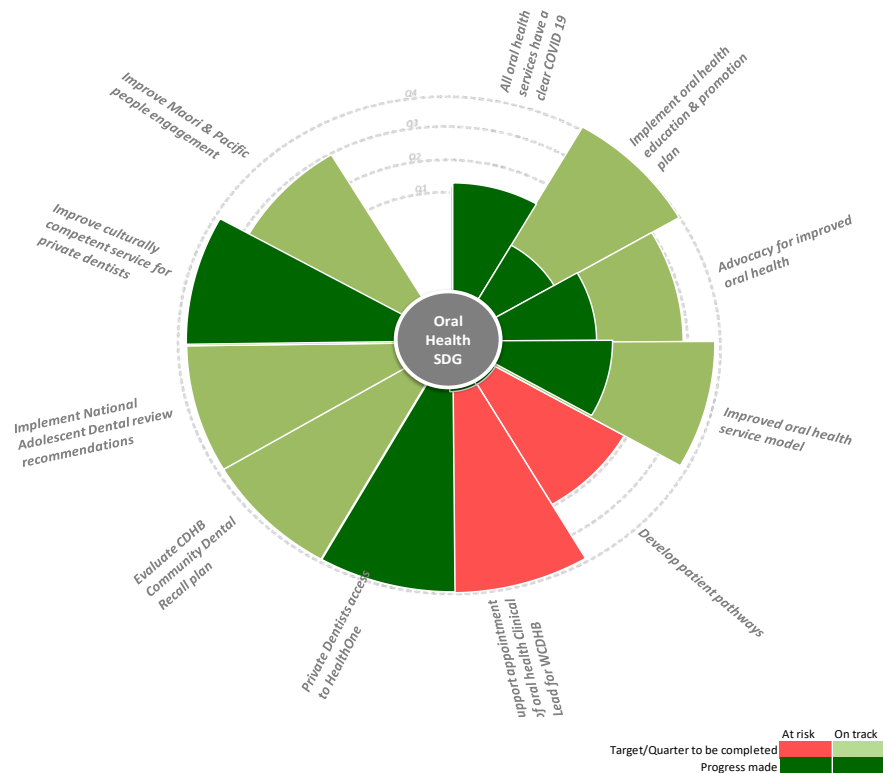 All oral health
services have a
clear COVID 19
Implement oral health
education & promotion
plan
Advocacy for improved
oral health
Improved oral health
service model
Develop patient pathways
upport appointment
of oral health Clinical
Lead for WCDHB
Private Dentists access
to HealthOne
Evaluate CDHB
Community Dental
Recall plan
Implement National
Adolescent Dental review
recommendations
Improve culturally
competent service for
private dentists
Improve Maori & Pacific
people engagement
Q4
Q3
Q2
Q1
Oral
Health
SDG
At risk On track
Target/Quarter to be completed
Progress made